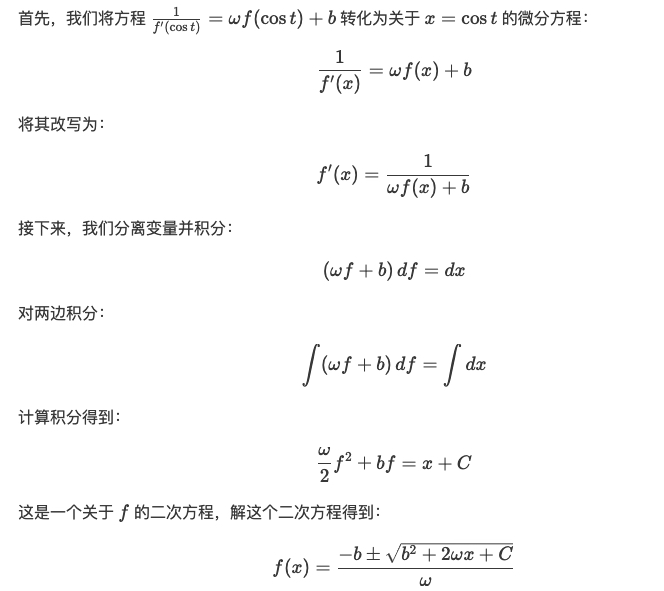 首先，我们将方程 $\frac{1}{f'(\cos t)} = \omega f(\cos t) + b$ 转化为关于 $x = \cos t$ 的微分方程：
$$\frac{1}{f'(x)} = \omega f(x) + b$$
将其改写为：
$$f'(x) = \frac{1}{\omega f(x) + b}$$
接下来，我们分离变量并积分：
$$(\omega f + b)\, df = dx$$
对两边积分：
$$\int (\omega f + b)\, df = \int dx$$
计算积分得到：
$$\frac{\omega}{2} f^2 + bf = x + C$$
这是一个关于 $f$ 的二次方程，解这个二次方程得到：
$$f(x) = \frac{-b \pm \sqrt{b^2 + 2\omega x + C}}{\omega}$$